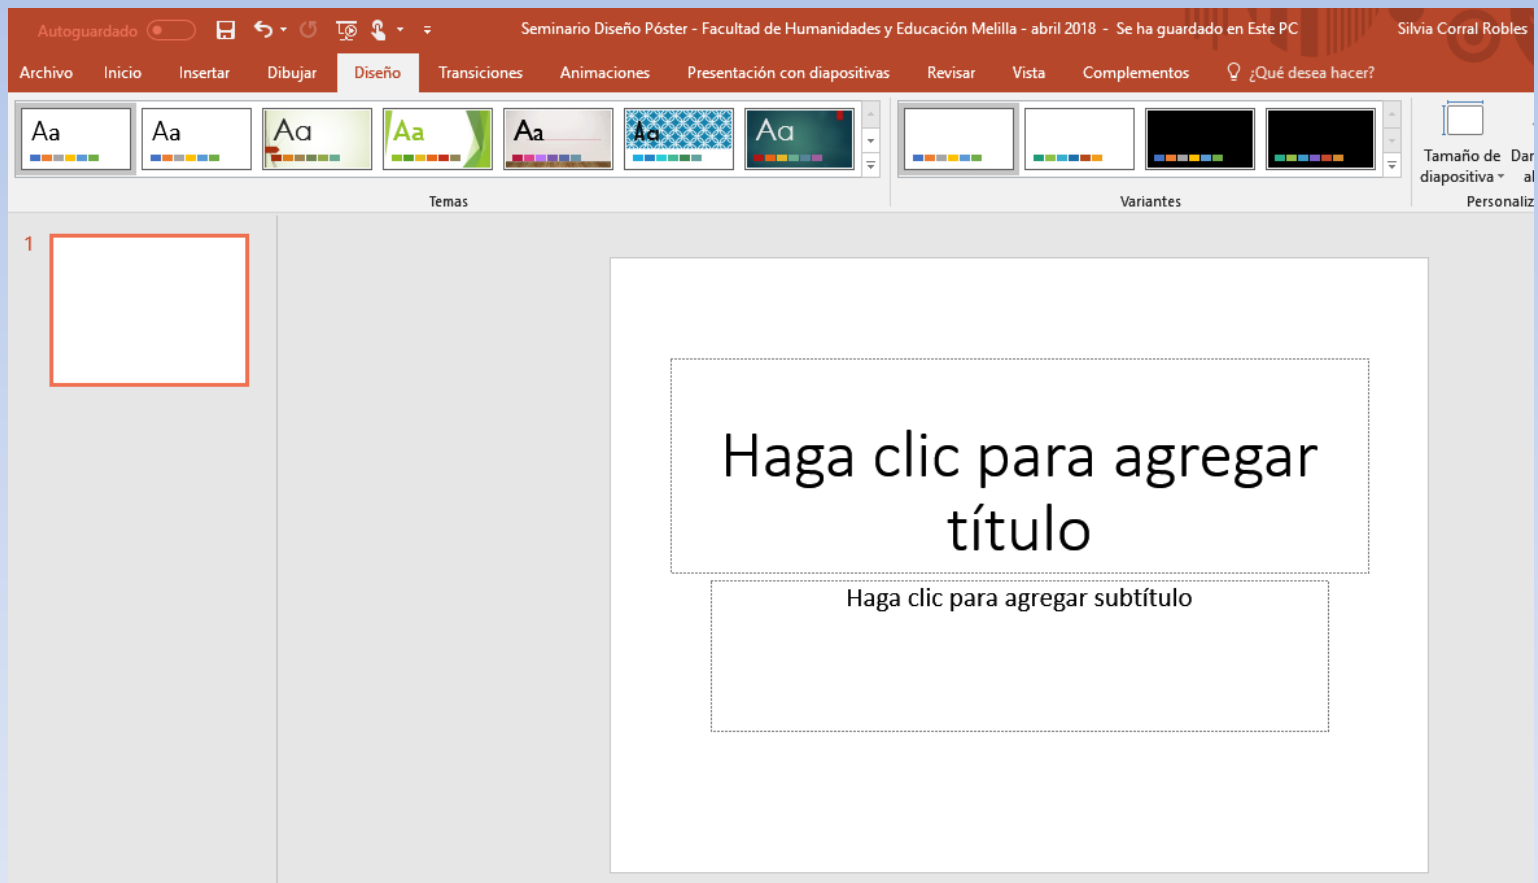 Autoguardado
Seminario Diseño Póster - Facultad de Humanidades y Educación Melilla - abril 2018 - Se ha guardado en Este PC
Silvia Corral Robles
Archivo Inicio Insertar Dibujar Diseño Transiciones Animaciones Presentación con diapositivas Revisar Vista Complementos ¿Qué desea hacer?
Aa Aa Aa Aa Aa Aa Aa
Tamaño de
diapositiva
Temas Variantes
1
Haga clic para agregar
título
Haga clic para agregar subtítulo